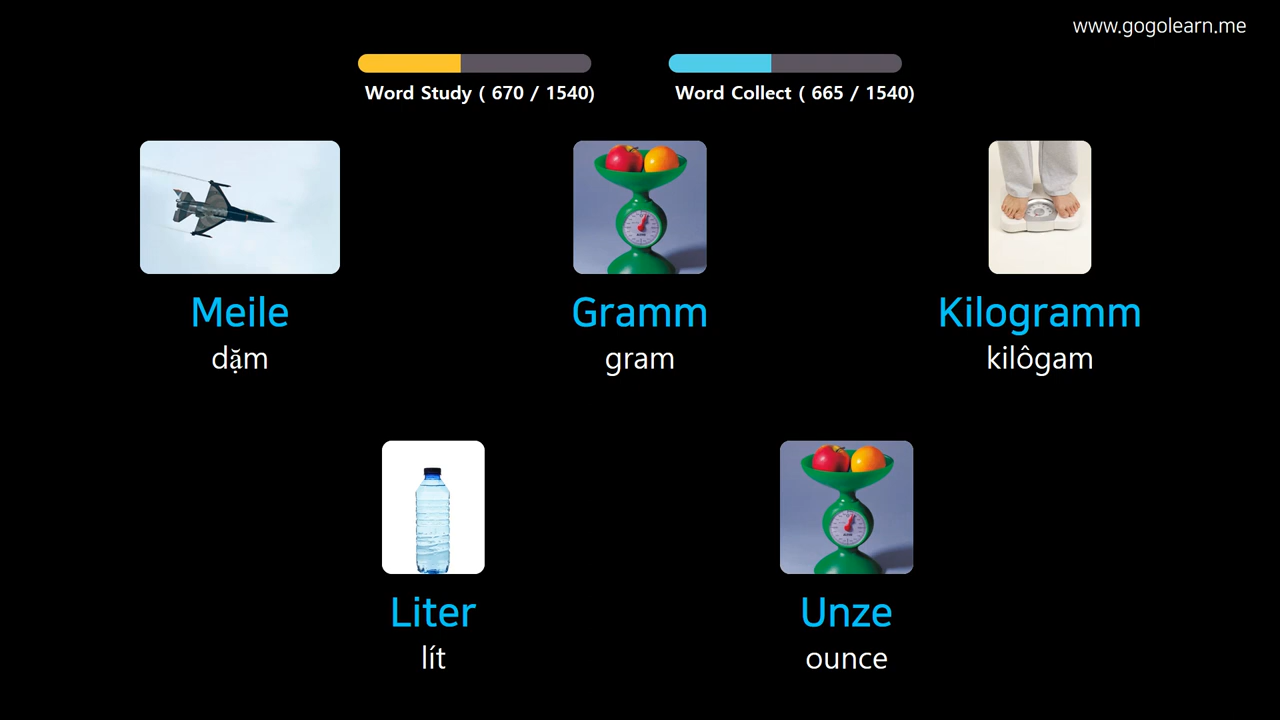 www.gogolearn.me
Word Study ( 670 / 1540)
Word Collect ( 665 / 1540)
Meile
Gramm
Kilogramm
dặm
gram
kilôgam
Liter
Unze
lít
ounce